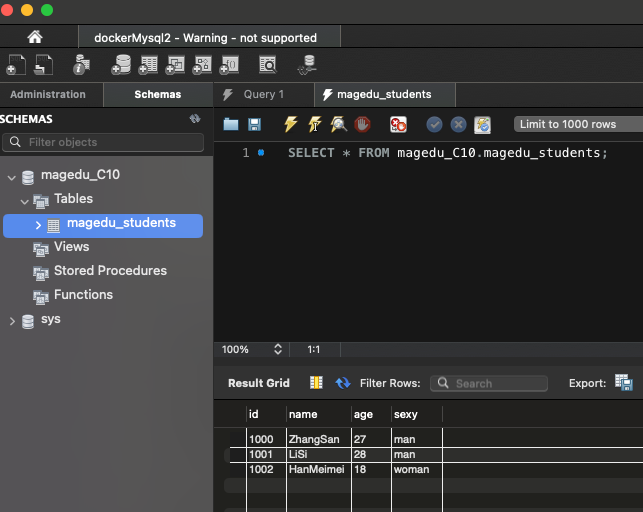 dockerMysql2 - Warning - not supported
Administration
Schemas
Query 1
magedu_students
SCHEMAS
Filter objects
magedu_C10
Tables
magedu_students
Views
Stored Procedures
Functions
sys
Limit to 1000 rows
1 SELECT * FROM magedu_C10.magedu_students;
100% 1:1
Result Grid Filter Rows: Search Export:
id name age sexy
1000 ZhangSan 27 man
1001 LiSi 28 man
1002 HanMeimei 18 woman